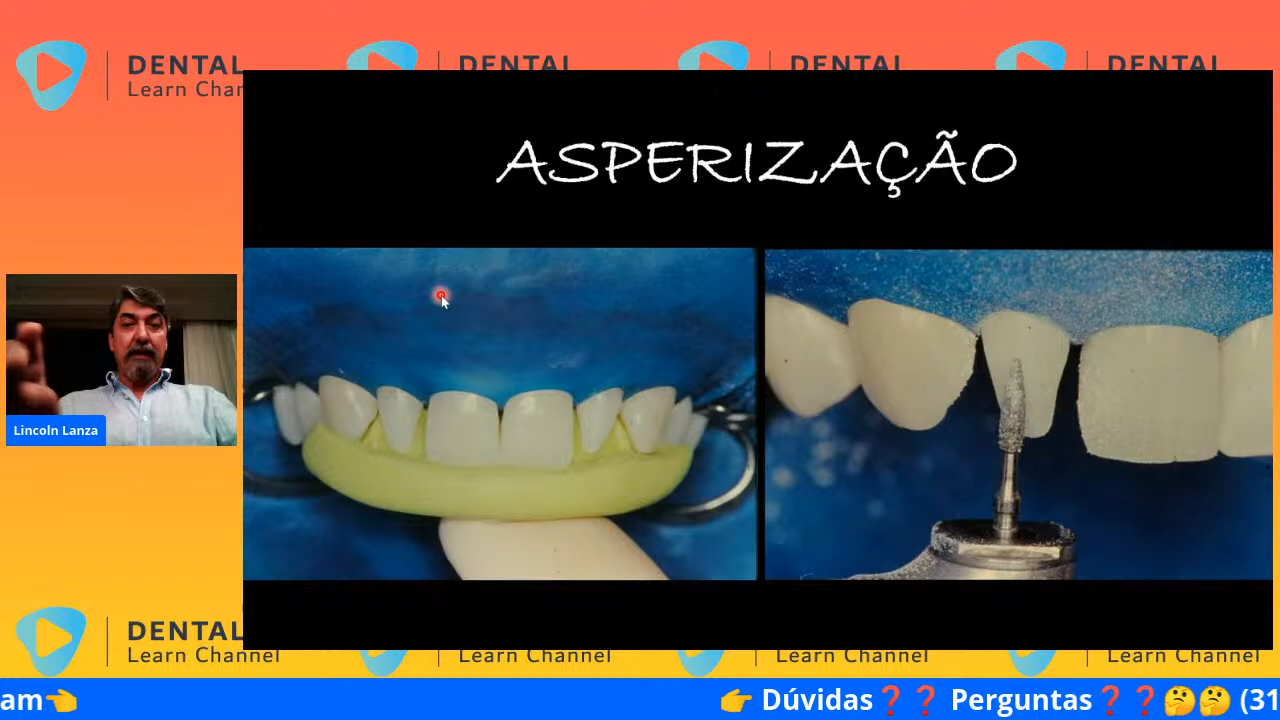 DENTAL
Learn Chan
DENTAL
DENTAL
DENTAL
ASPERIZAÇÃO
Lincoln Lanza
DENTAL
Learn Channel
Learn Channel
Learn Channel
Learn Channel
am👈
👉 Dúvidas❓❓ Perguntas❓❓🤔🤔 (31